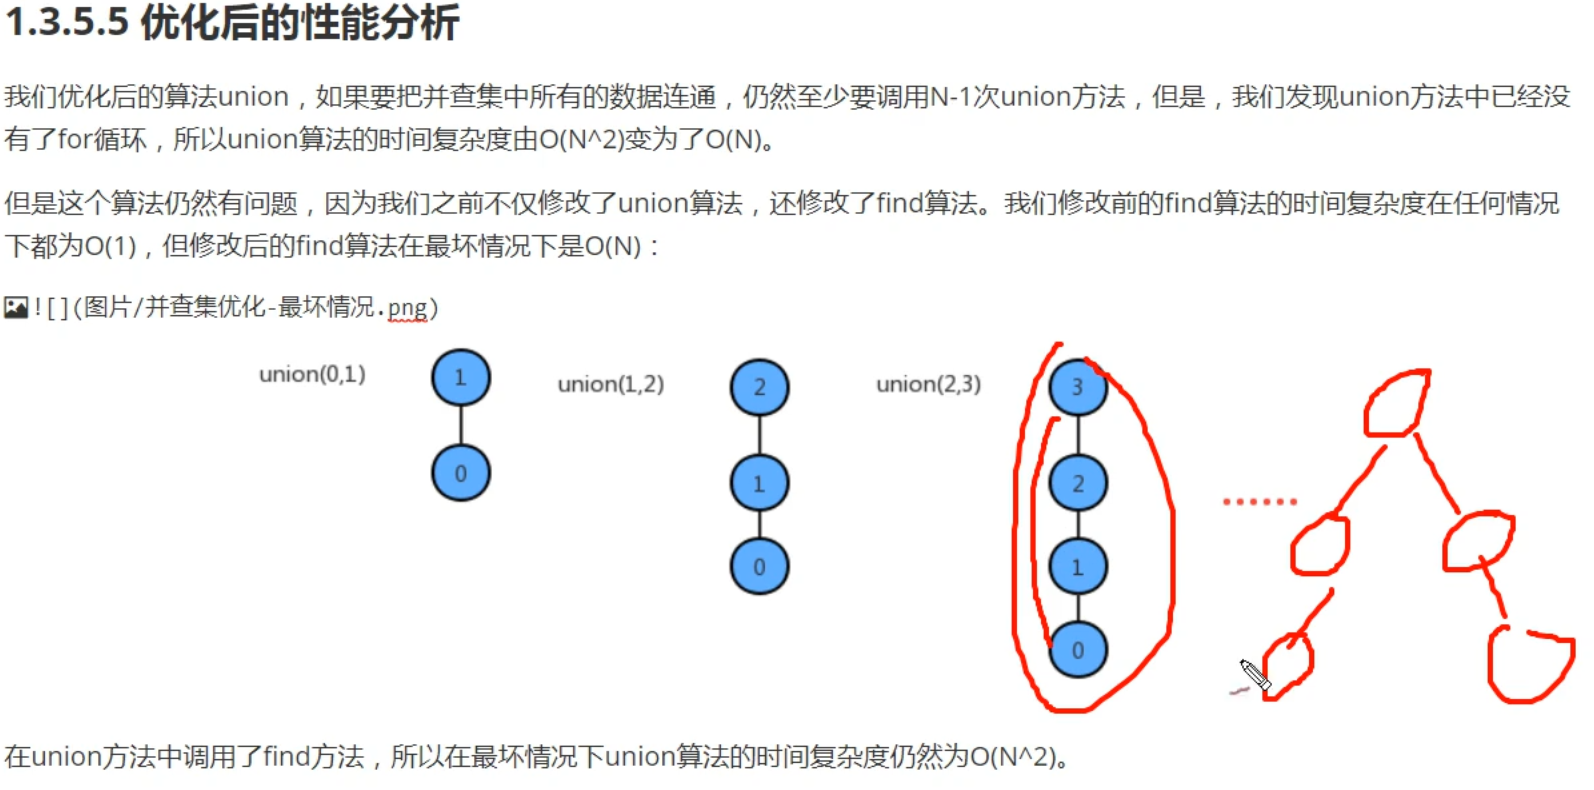 1.3.5.5 优化后的性能分析
我们优化后的算法union，如果要把并查集中所有的数据连通，仍然至少要调用N-1次union方法，但是，我们发现union方法中已经没
有了for循环，所以union算法的时间复杂度由O(N^2)变为了O(N)。
但是这个算法仍然有问题，因为我们之前不仅修改了union算法，还修改了find算法。我们修改前的find算法的时间复杂度在任何情况
下都为O(1)，但修改后的find算法在最坏情况下是O(N)：
![](图片/并查集优化-最坏情况.png)
union(0,1)
1
0
union(1,2)
2
1
0
union(2,3)
3
2
1
0
······
在union方法中调用了find方法，所以在最坏情况下union算法的时间复杂度仍然为O(N^2)。